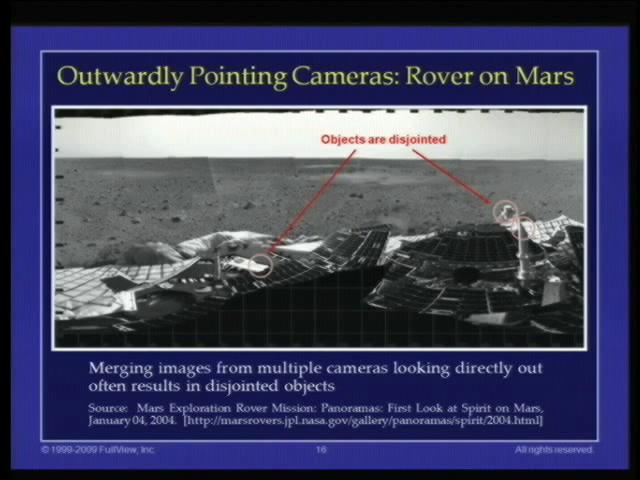 Outwardly Pointing Cameras: Rover on Mars
Objects are disjointed
Merging images from multiple cameras looking directly out
often results in disjointed objects
Source: Mars Exploration Rover Mission: Panoramas: First Look at Spirit on Mars,
January 04, 2004. [http://marsrovers.jpl.nasa.gov/gallery/panoramas/spirit/2004.html]
© 1999-2009 FullView, Inc.
16
All rights reserved.